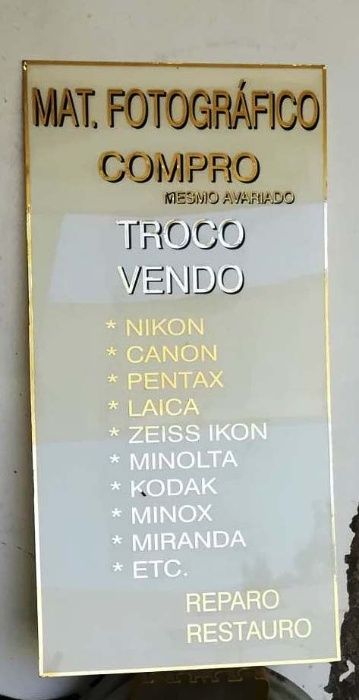 MAT. FOTOGRÁFICO
COMPRO
MESMO AVARIADO
TROCO
VENDO
* NIKON
* CANON
* PENTAX
* LAICA
* ZEISS IKON
* MINOLTA
* KODAK
* MINOX
* MIRANDA
* ETC.
REPARO
RESTAURO